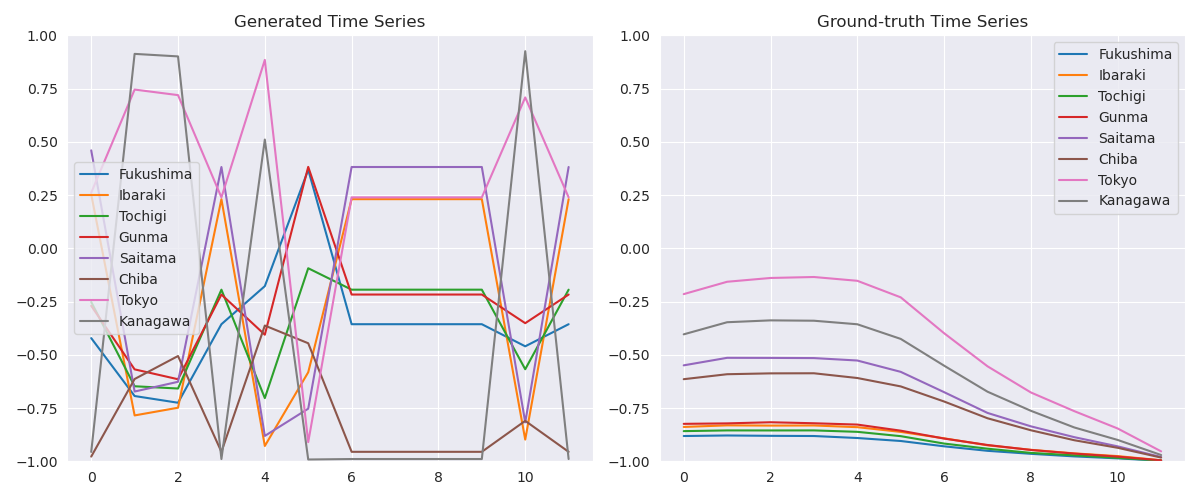 Generated Time Series
1.00
0.75
0.50
0.25
0.00
−0.25
−0.50
−0.75
−1.00
0
2
4
6
8
10
Fukushima
Ibaraki
Tochigi
Gunma
Saitama
Chiba
Tokyo
Kanagawa
Ground-truth Time Series
1.00
0.75
0.50
0.25
0.00
−0.25
−0.50
−0.75
−1.00
0
2
4
6
8
10
Fukushima
Ibaraki
Tochigi
Gunma
Saitama
Chiba
Tokyo
Kanagawa